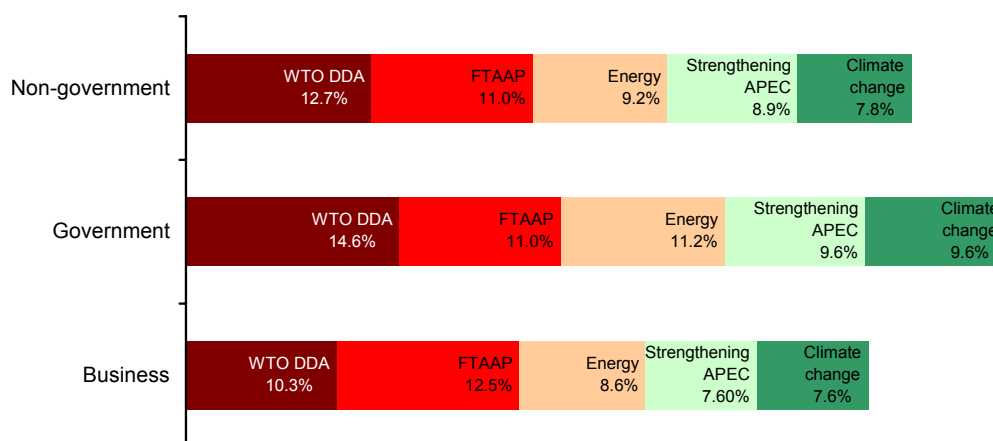 Non-government
WTO DDA
12.7%
FTAAP
11.0%
Energy
9.2%
Strengthening
APEC
8.9%
Climate
change
7.8%
Government
WTO DDA
14.6%
FTAAP
11.0%
Energy
11.2%
Strengthening
APEC
9.6%
Climate
change
9.6%
Business
WTO DDA
10.3%
FTAAP
12.5%
Energy
8.6%
Strengthening
APEC
7.60%
Climate
change
7.6%